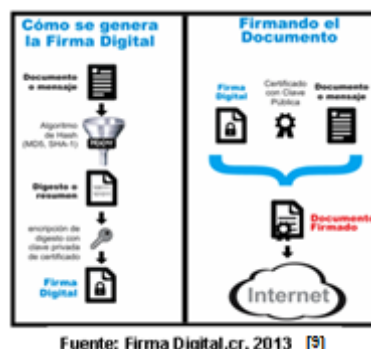 Cómo se genera
la Firma Digital
Documento
o mensaje
Algoritmo
de Hash
(MD5, SHA-1)
HASH
Digesto o
resumen
encripción de
digesto con
clave privada
de certificado
Firma
Digital
Firmando el
Documento
Firma
Digital
Certificado
con Clave
Pública
Documento
o mensaje
Documento
Firmado
Internet
Fuente: Firma Digital.cr, 2013 [9]